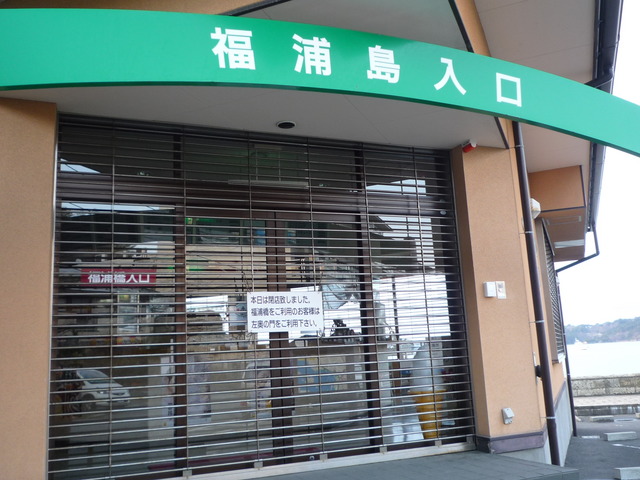 福浦島入口
福浦橋入口
本日は閉店致しました。
福浦橋をご利用のお客様は
左奥の門をご利用下さい。